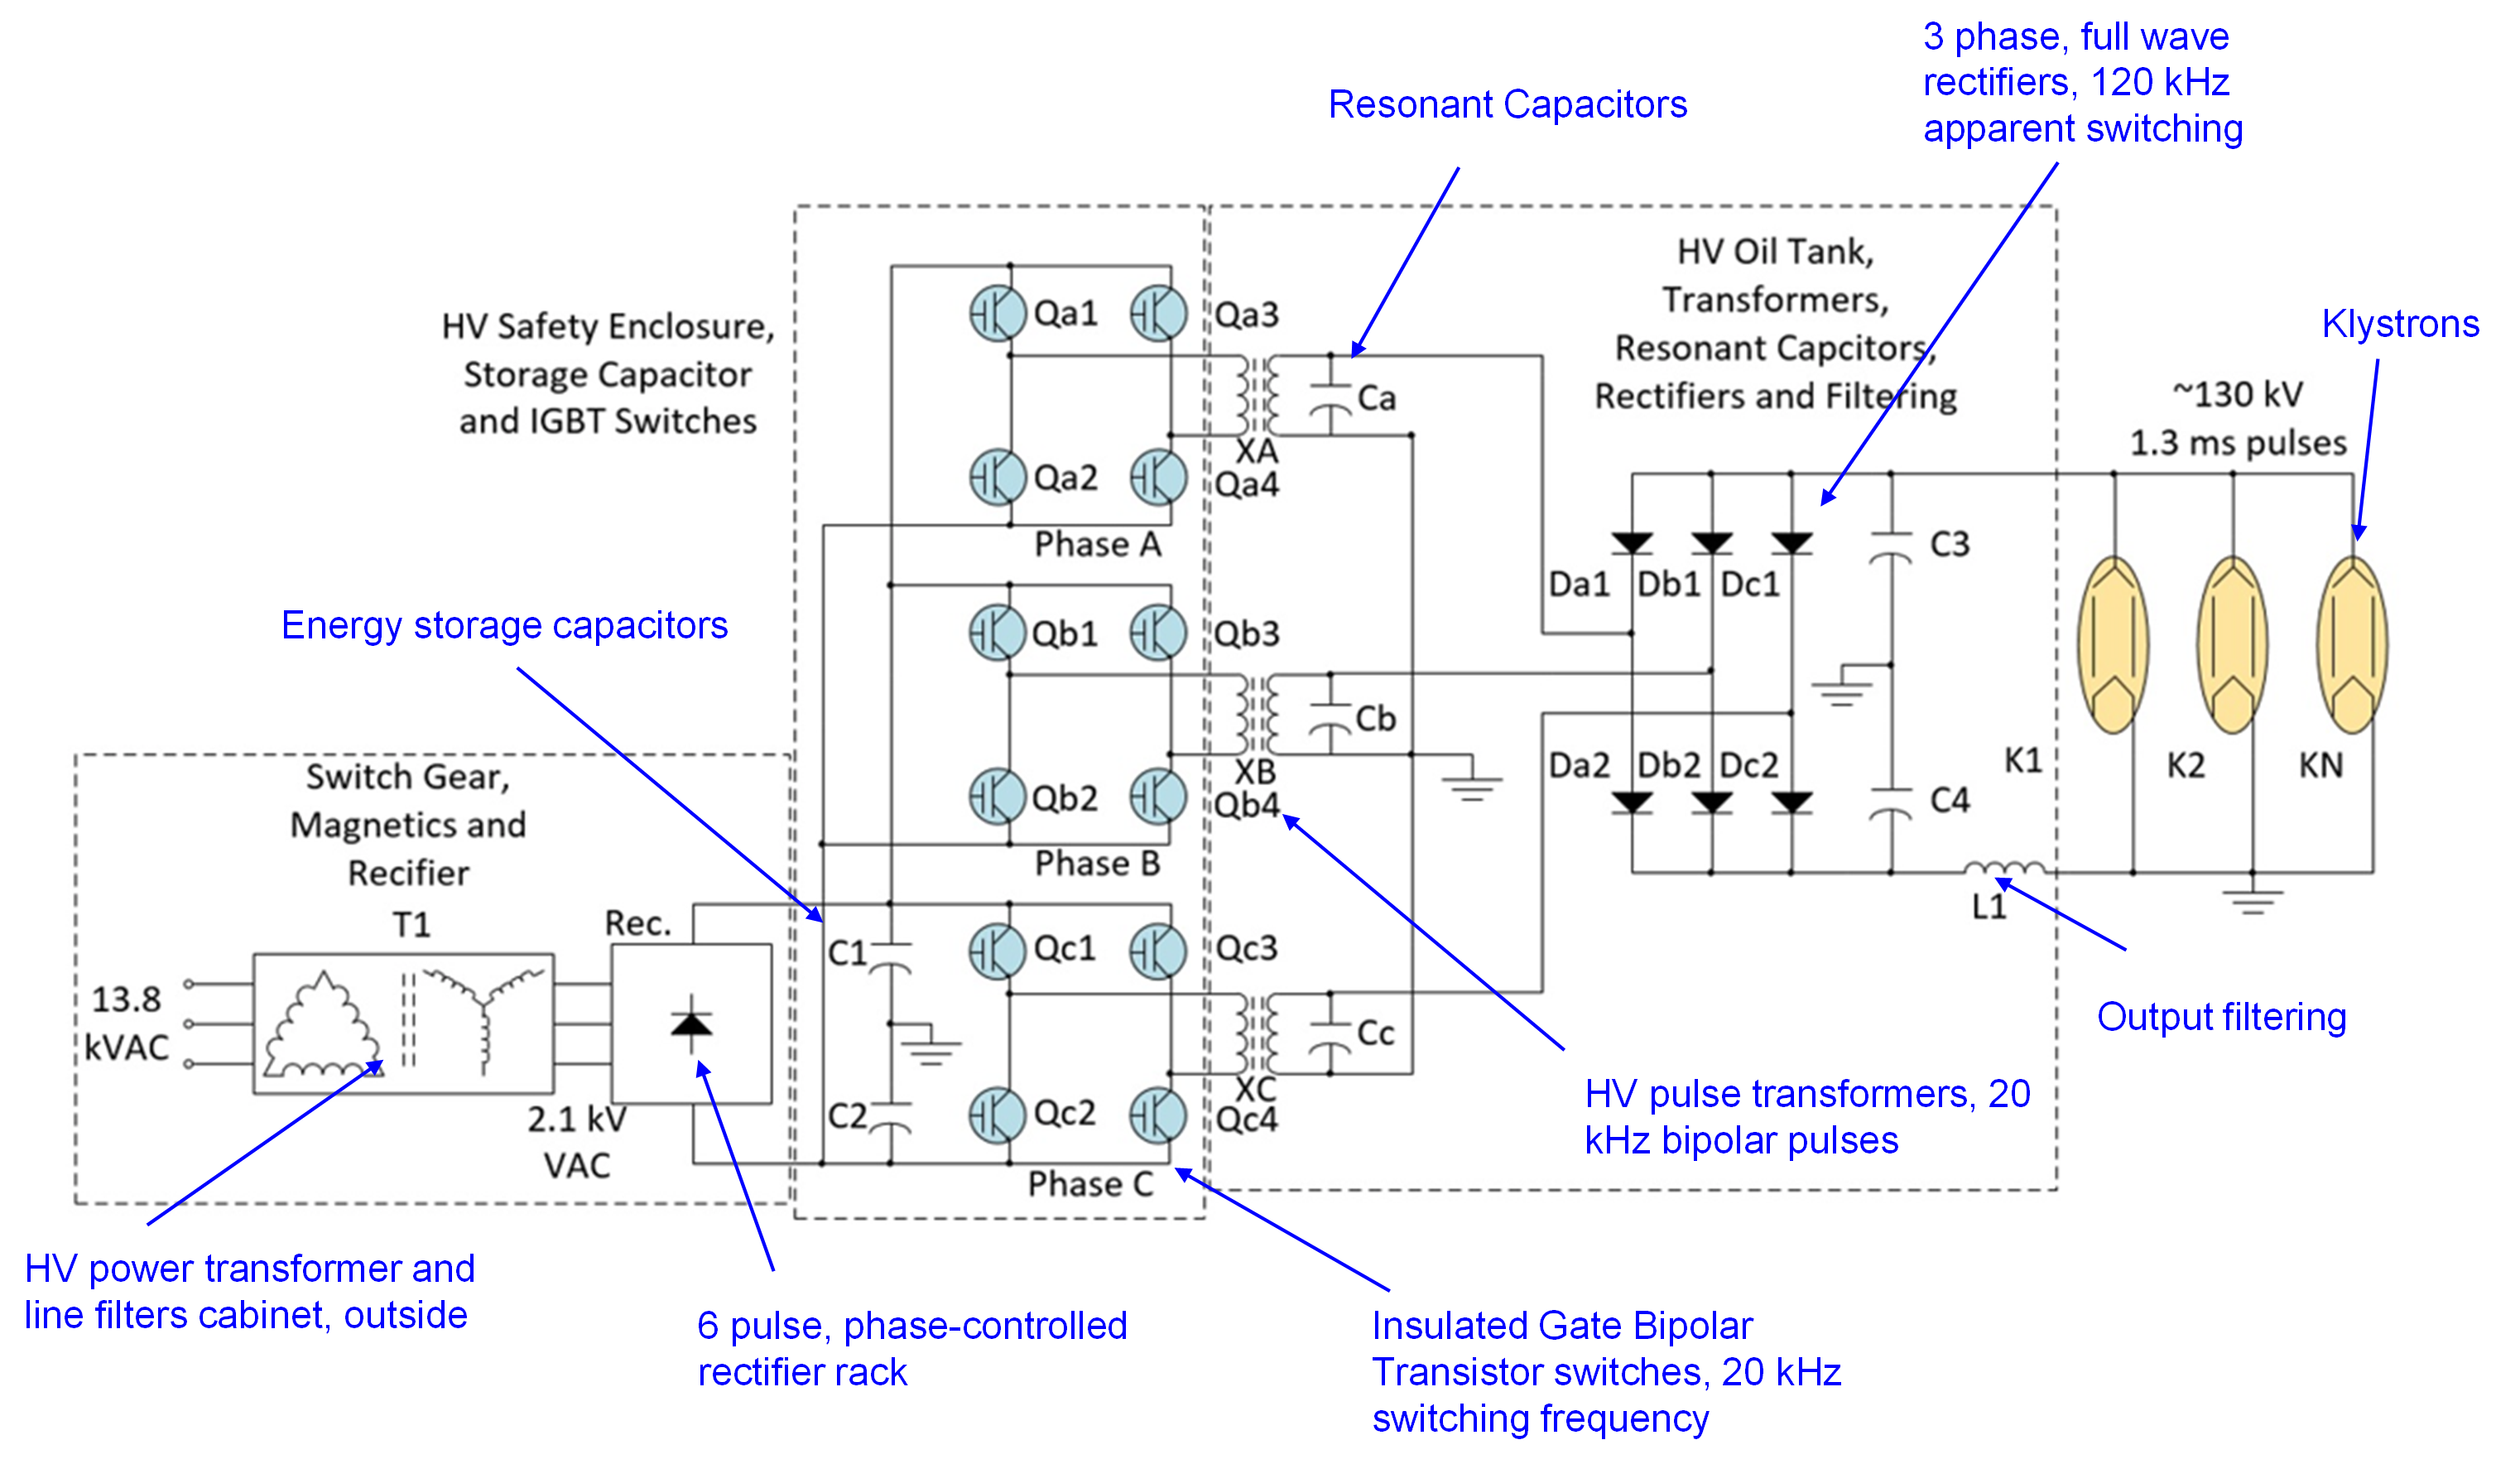 3 phase, full wave
rectifiers, 120 kHz
apparent switching
Resonant Capacitors
HV Oil Tank,
Transformers,
Resonant Capcitors,
Rectifiers and Filtering
Klystrons
~130 kV
1.3 ms pulses
HV Safety Enclosure,
Storage Capacitor
and IGBT Switches
Qa1
Qa3
Ca
XA
Qa2
Qa4
Phase A
Da1
Db1
Dc1
C3
Energy storage capacitors
Qb1
Qb3
Cb
XB
Qb2
Qb4
Phase B
Da2
Db2
Dc2
C4
K1
K2
KN
L1
Output filtering
Switch Gear,
Magnetics and
Recifier
T1
Rec.
13.8
kVAC
2.1 kV
VAC
C1
C2
Qc1
Qc3
Cc
XC
Qc2
Qc4
Phase C
HV pulse transformers, 20
kHz bipolar pulses
HV power transformer and
line filters cabinet, outside
6 pulse, phase-controlled
rectifier rack
Insulated Gate Bipolar
Transistor switches, 20 kHz
switching frequency